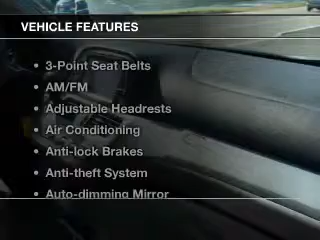 VEHICLE FEATURES
• 3-Point Seat Belts
• AM/FM
• Adjustable Headrests
• Air Conditioning
• Anti-lock Brakes
• Anti-theft System
• Auto-dimming Mirror